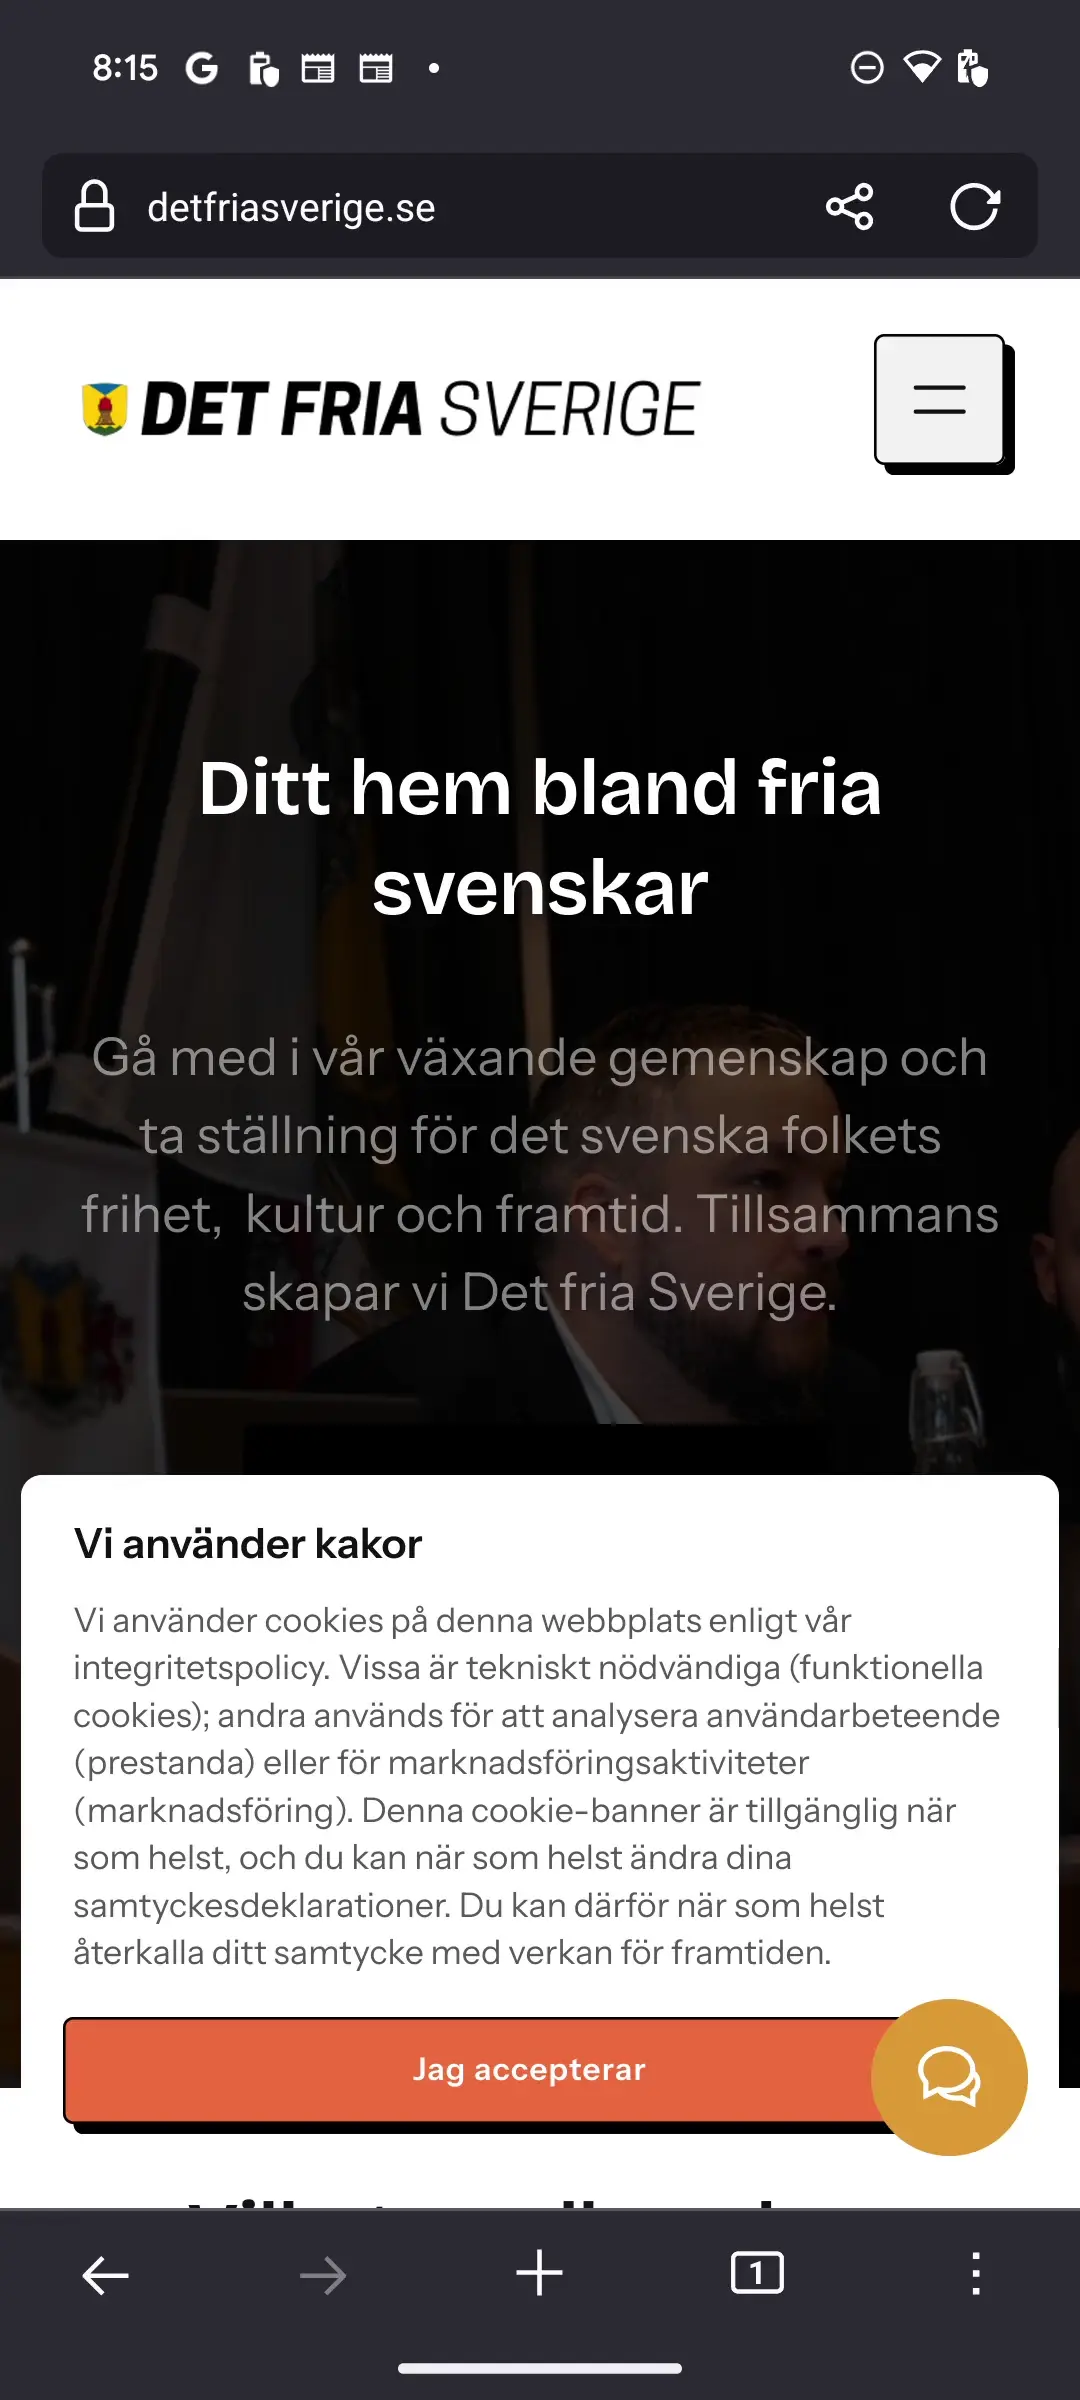 8:15
detfriasverige.se
DET FRIA SVERIGE
Ditt hem bland fria
svenskar
Gå med i vår växande gemenskap och
ta ställning för det svenska folkets
frihet, kultur och framtid. Tillsammans
skapar vi Det fria Sverige.
Vi använder kakor
Vi använder cookies på denna webbplats enligt vår
integritetspolicy. Vissa är tekniskt nödvändiga (funktionella
cookies); andra används för att analysera användarbeteende
(prestanda) eller för marknadsföringsaktiviteter
(marknadsföring). Denna cookie-banner är tillgänglig när
som helst, och du kan när som helst ändra dina
samtyckesdeklarationer. Du kan därför när som helst
återkalla ditt samtycke med verkan för framtiden.
Jag accepterar
1